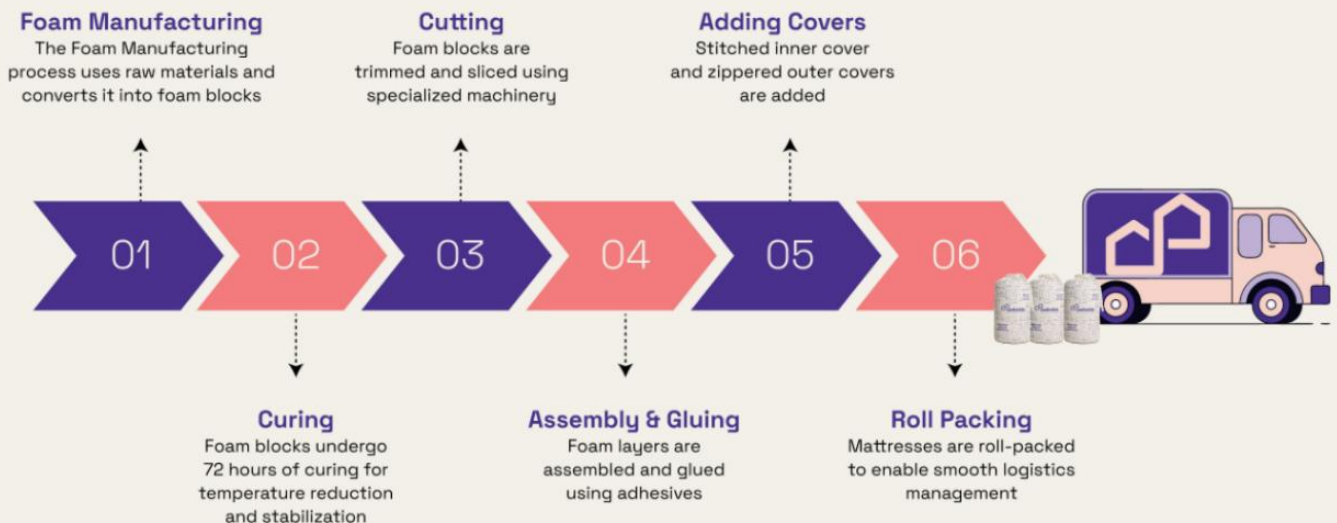 Foam Manufacturing
The Foam Manufacturing
process uses raw materials and
converts it into foam blocks
Cutting
Foam blocks are
trimmed and sliced using
specialized machinery
Adding Covers
Stitched inner cover
and zippered outer covers
are added
01
02
03
04
05
06
Curing
Foam blocks undergo
72 hours of curing for
temperature reduction
and stabilization
Assembly & Gluing
Foam layers are
assembled and glued
using adhesives
Roll Packing
Mattresses are roll-packed
to enable smooth logistics
management